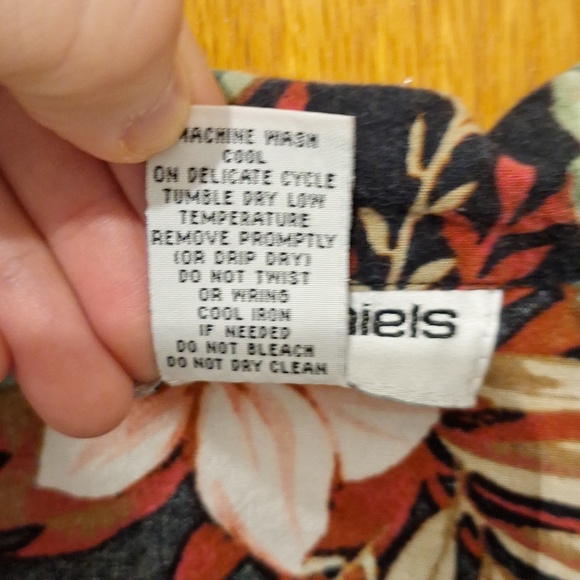 MACHINE WASH
COOL
ON DELICATE CYCLE
TUMBLE DRY LOW
TEMPERATURE
REMOVE PROMPTLY
(OR DRIP DRY)
DO NOT TWIST
OR WRING
COOL IRON
IF NEEDED
DO NOT BLEACH
DO NOT DRY CLEAN
niels